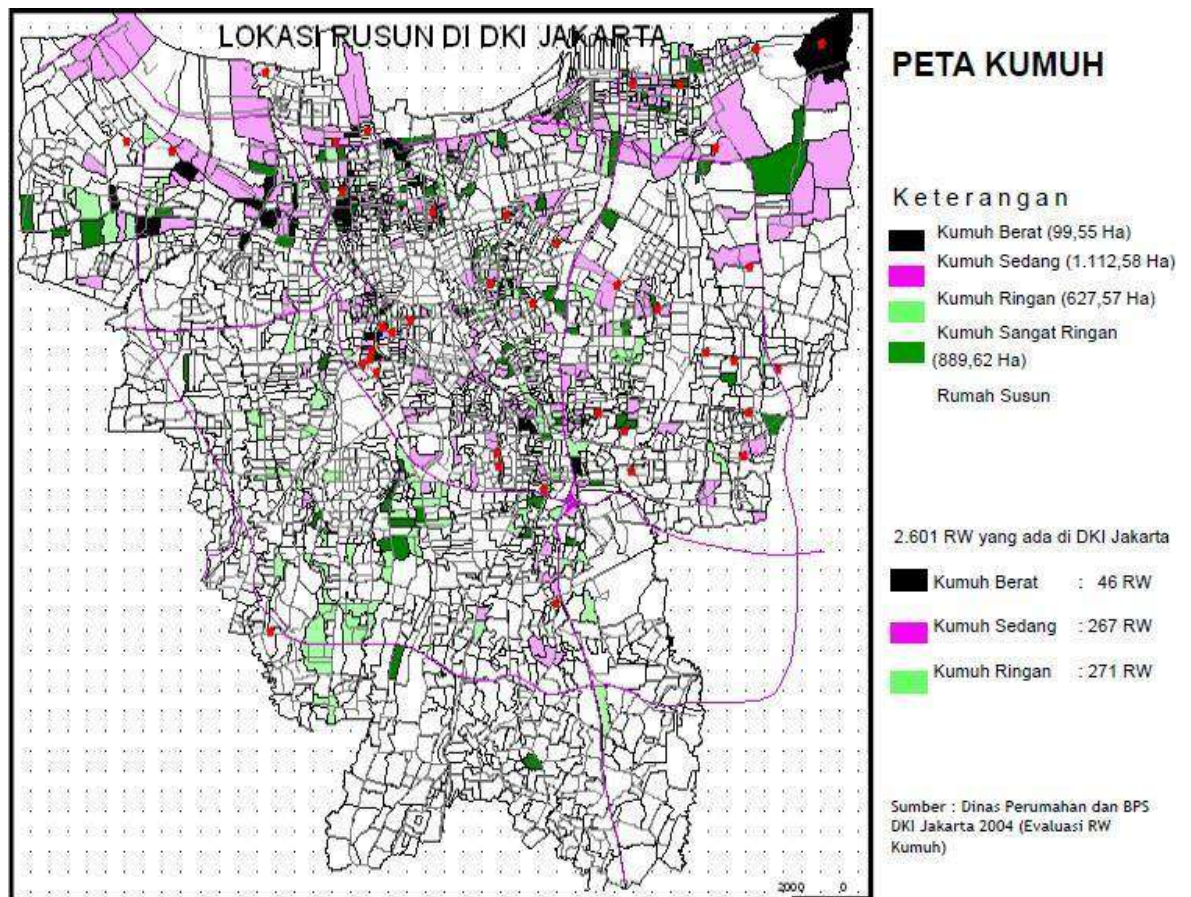 LOKASI RUSUN DI DKI JAKARTA
PETA KUMUH
Keterangan
Kumuh Berat (99,55 Ha)
Kumuh Sedang (1.112,58 Ha)
Kumuh Ringan (627,57 Ha)
Kumuh Sangat Ringan
(889,62 Ha)
Rumah Susun
2.601 RW yang ada di DKI Jakarta
Kumuh Berat : 46 RW
Kumuh Sedang : 267 RW
Kumuh Ringan : 271 RW
Sumber : Dinas Perumahan dan BPS
DKI Jakarta 2004 (Evaluasi RW
Kumuh)
2000 0